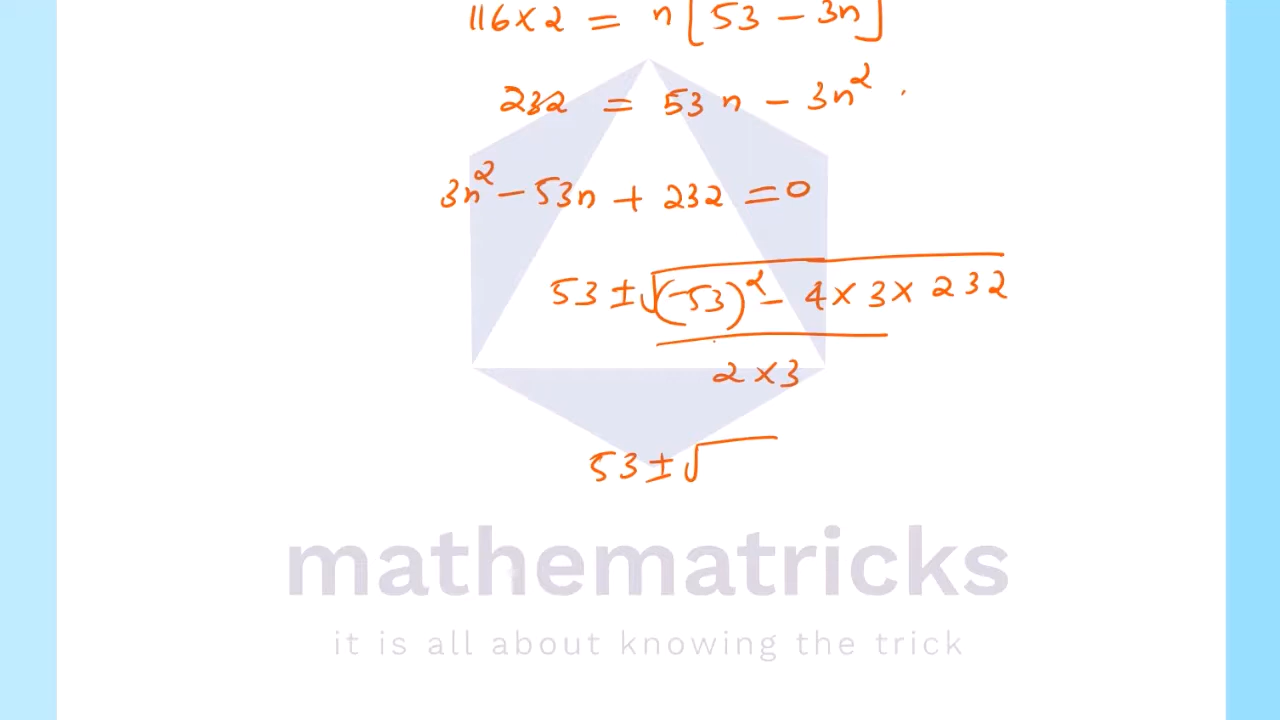 116 × 2 = n[53 − 3n]
232 = 53n − 3n²
3n² − 53n + 232 = 0
53 ± √(−53)² − 4 × 3 × 232
2 × 3
53 ± √
mathematricks
it is all about knowing the trick